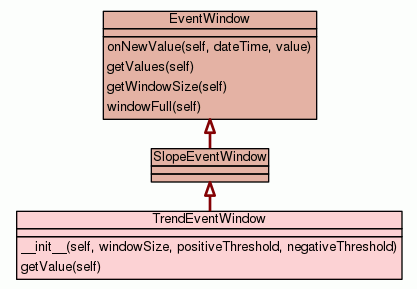 EventWindow
onNewValue(self, dateTime, value)
getValues(self)
getWindowSize(self)
windowFull(self)
SlopeEventWindow
TrendEventWindow
__init__(self, windowSize, positiveThreshold, negativeThreshold)
getValue(self)